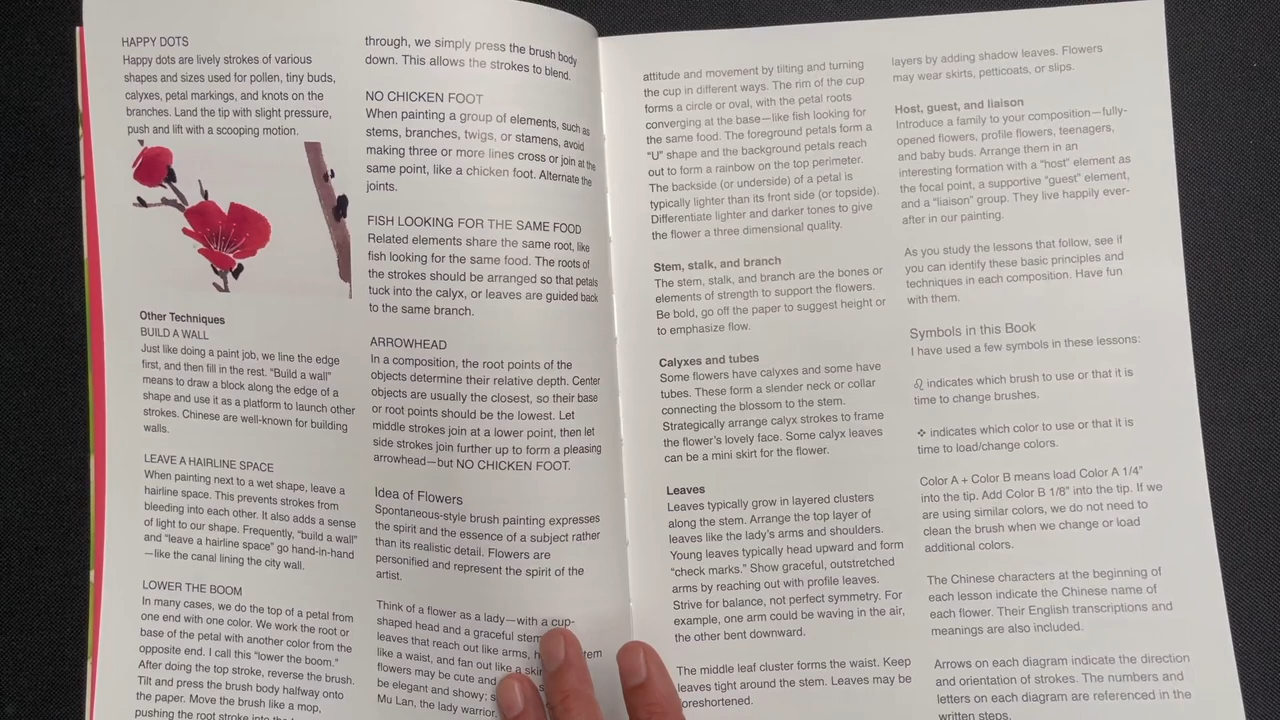 HAPPY DOTS
Happy dots are lively strokes of various
shapes and sizes used for pollen, tiny buds,
calyxes, petal markings, and knots on the
branches. Land the tip with slight pressure,
push and lift with a scooping motion.
Other Techniques
BUILD A WALL
Just like doing a paint job, we line the edge
first, and then fill in the rest. “Build a wall”
means to draw a block along the edge of a
shape and use it as a platform to launch other
strokes. Chinese are well-known for building
walls.
LEAVE A HAIRLINE SPACE
When painting next to a wet shape, leave a
hairline space. This prevents strokes from
bleeding into each other. It also adds a sense
of light to our shape. Frequently, “build a wall”
and “leave a hairline space” go hand-in-hand
—like the canal lining the city wall.
LOWER THE BOOM
In many cases, we do the top of a petal from
one end with one color. We work the root or
base of the petal with another color from the
opposite end. I call this “lower the boom.”
After doing the top stroke, reverse the brush.
Tilt and press the brush body halfway onto
the paper. Move the brush like a mop,
pushing the root stroke into the
through, we simply press the brush body
down. This allows the strokes to blend.
NO CHICKEN FOOT
When painting a group of elements, such as
stems, branches, twigs, or stamens, avoid
making three or more lines cross or join at the
same point, like a chicken foot. Alternate the
joints.
FISH LOOKING FOR THE SAME FOOD
Related elements share the same root, like
fish looking for the same food. The roots of
the strokes should be arranged so that petals
tuck into the calyx, or leaves are guided back
to the same branch.
ARROWHEAD
In a composition, the root points of the
objects determine their relative depth. Center
objects are usually the closest, so their base
or root points should be the lowest. Let
middle strokes join at a lower point, then let
side strokes join further up to form a pleasing
arrowhead—but NO CHICKEN FOOT.
Idea of Flowers
Spontaneous-style brush painting expresses
the spirit and the essence of a subject rather
than its realistic detail. Flowers are
personified and represent the spirit of the
artist.
Think of a flower as a lady—with a cup-
shaped head and a graceful stem
leaves that reach out like arms,
like a waist, and fan out like a
flowers may be cute and
be elegant and showy;
Mu Lan, the lady warrior.
attitude and movement by tilting and turning
the cup in different ways. The rim of the cup
forms a circle or oval, with the petal roots
converging at the base—like fish looking for
the same food. The foreground petals form a
“U” shape and the background petals reach
out to form a rainbow on the top perimeter.
The backside (or underside) of a petal is
typically lighter than its front side (or topside).
Differentiate lighter and darker tones to give
the flower a three dimensional quality.
Stem, stalk, and branch
The stem, stalk, and branch are the bones or
elements of strength to support the flowers.
Be bold, go off the paper to suggest height or
to emphasize flow.
Calyxes and tubes
Some flowers have calyxes and some have
tubes. These form a slender neck or collar
connecting the blossom to the stem.
Strategically arrange calyx strokes to frame
the flower’s lovely face. Some calyx leaves
can be a mini skirt for the flower.
Leaves
Leaves typically grow in layered clusters
along the stem. Arrange the top layer of
leaves like the lady’s arms and shoulders.
Young leaves typically head upward and form
“check marks.” Show graceful, outstretched
arms by reaching out with profile leaves.
Strive for balance, not perfect symmetry. For
example, one arm could be waving in the air,
the other bent downward.
The middle leaf cluster forms the waist. Keep
leaves tight around the stem. Leaves may be
foreshortened.
layers by adding shadow leaves. Flowers
may wear skirts, petticoats, or slips.
Host, guest, and liaison
Introduce a family to your composition—fully-
opened flowers, profile flowers, teenagers,
and baby buds. Arrange them in an
interesting formation with a “host” element as
the focal point, a supportive “guest” element,
and a “liaison” group. They live happily ever-
after in our painting.
As you study the lessons that follow, see if
you can identify these basic principles and
techniques in each composition. Have fun
with them.
Symbols in this Book
I have used a few symbols in these lessons:
♌ indicates which brush to use or that it is
time to change brushes.
❖ indicates which color to use or that it is
time to load/change colors.
Color A + Color B means load Color A 1/4”
into the tip. Add Color B 1/8” into the tip. If we
are using similar colors, we do not need to
clean the brush when we change or load
additional colors.
The Chinese characters at the beginning of
each lesson indicate the Chinese name of
each flower. Their English transcriptions and
meanings are also included.
Arrows on each diagram indicate the direction
and orientation of strokes. The numbers and
letters on each diagram are referenced in the
written steps.